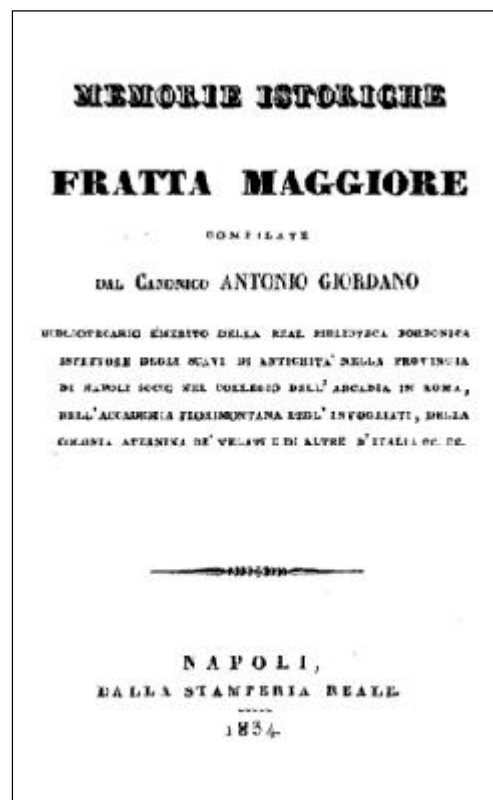 MEMORIE ISTORICHE
FRATTA MAGGIORE
COMPILATE
DAL CANONICO ANTONIO GIORDANO
BIBLIOTECARIO EMERITO DELLA REAL BIBLIOTECA BORBONICA
ISPETTORE DEGLI SCAVI DI ANTICHITA' NELLA PROVINCIA
DI NAPOLI SOCIO NEL COLLEGIO DELL' ARCADIA IN ROMA,
DELL'ACCADEMIA FLORIMONTANA DEGL' INVOGLIATI, DELLA
COLONIA ATERNINA DE' VELATI E DI ALTRE D'ITALIA EC. EC.
NAPOLI,
DALLA STAMPERIA REALE
1834